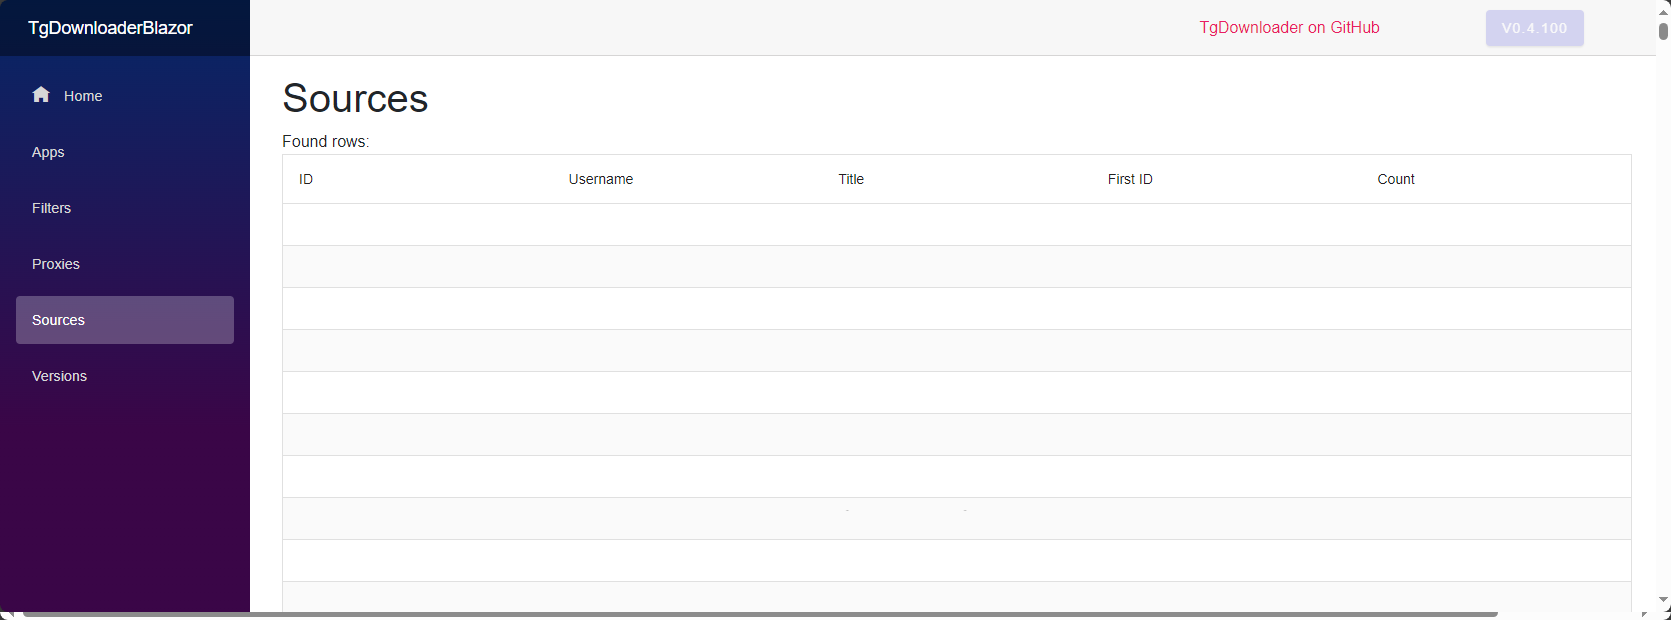 TgDownloaderBlazor
TgDownloader on GitHub
V0.4.100
Home
Apps
Filters
Proxies
Sources
Versions
Sources
Found rows:
ID Username Title First ID Count